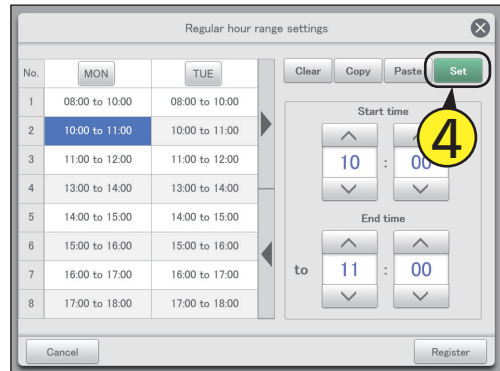 Regular hour range settings
No. MON TUE
Clear Copy Paste Set
1 08:00 to 10:00 08:00 to 10:00
2 10:00 to 11:00 10:00 to 11:00
3 11:00 to 12:00 11:00 to 12:00
4 13:00 to 14:00 13:00 to 14:00
5 14:00 to 15:00 14:00 to 15:00
6 15:00 to 16:00 15:00 to 16:00
7 16:00 to 17:00 16:00 to 17:00
8 17:00 to 18:00 17:00 to 18:00
Start time
10 : 00
4
End time
to 11 : 00
Cancel Register